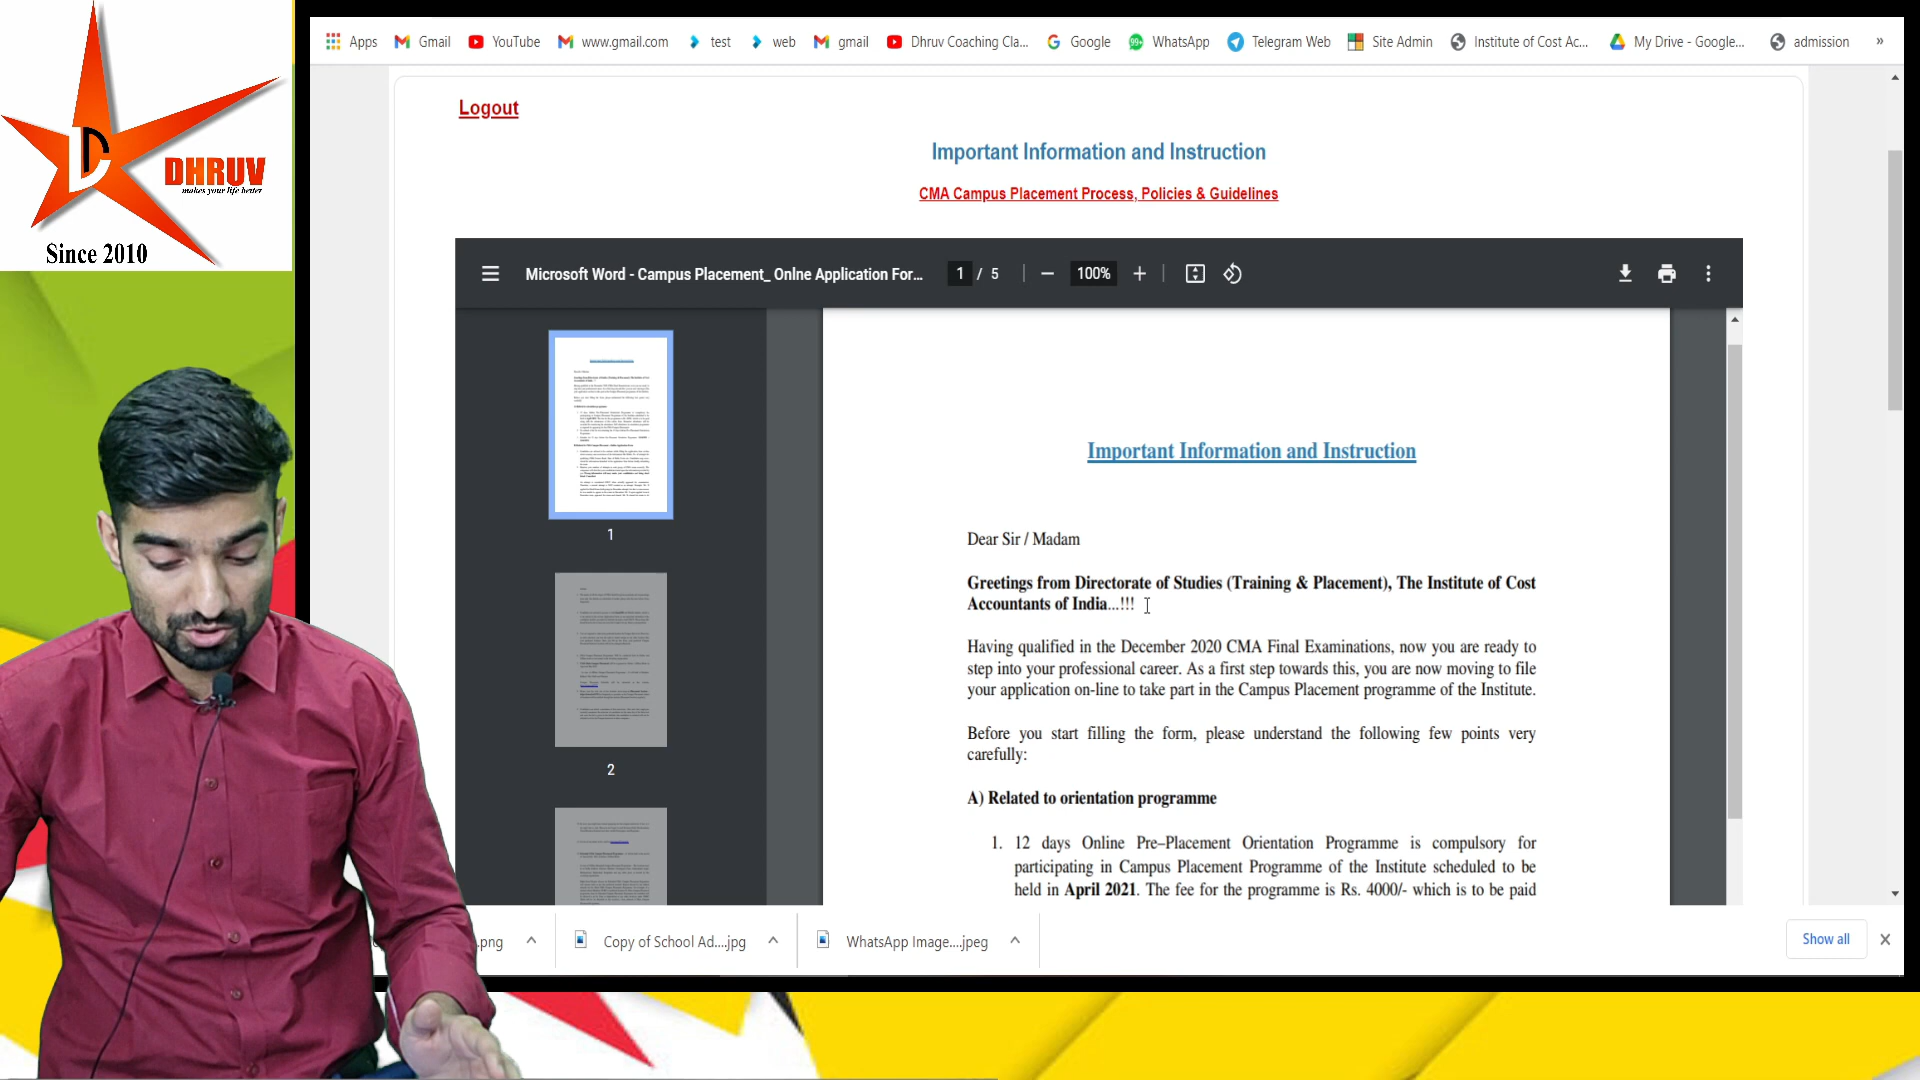 DHRUV
makes your life better
Since 2010
Apps
Gmail
YouTube
www.gmail.com
test
web
gmail
Dhruv Coaching Cla...
Google
99+
WhatsApp
Telegram Web
Site Admin
Institute of Cost Ac...
My Drive - Google...
admission
»
Logout
Important Information and Instruction
CMA Campus Placement Process, Policies & Guidelines
Microsoft Word - Campus Placement_ Onlne Application For...
1 / 5
100%
1
2
Important Information and Instruction
Dear Sir / Madam
Greetings from Directorate of Studies (Training & Placement), The Institute of Cost
Accountants of India...!!!
Having qualified in the December 2020 CMA Final Examinations, now you are ready to
step into your professional career. As a first step towards this, you are now moving to file
your application on-line to take part in the Campus Placement programme of the Institute.
Before you start filling the form, please understand the following few points very
carefully:
A) Related to orientation programme
1. 12 days Online Pre–Placement Orientation Programme is compulsory for
participating in Campus Placement Programme of the Institute scheduled to be
held in April 2021. The fee for the programme is Rs. 4000/- which is to be paid
.png
Copy of School Ad....jpg
WhatsApp Image....jpeg
Show all